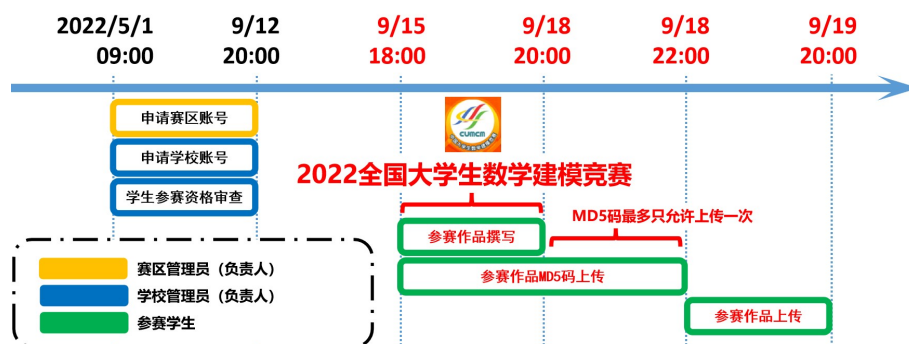 2022/5/1 9/12 9/15 9/18 9/18 9/19
09:00 20:00 18:00 20:00 22:00 20:00
申请赛区账号
CUMCM
申请学校账号
2022全国大学生数学建模竞赛
学生参赛资格审查
MD5码最多只允许上传一次
参赛作品撰写
赛区管理员（负责人）
参赛作品MD5码上传
学校管理员（负责人）
参赛学生
参赛作品上传